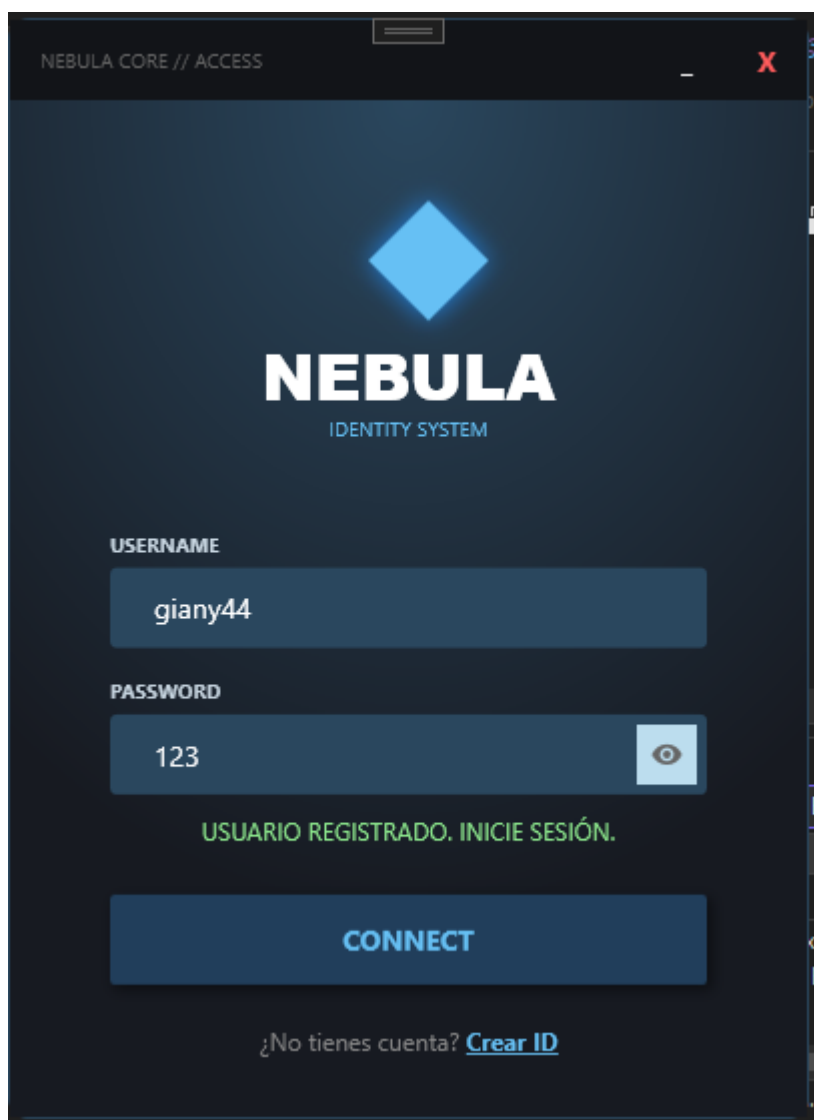 NEBULA CORE // ACCESS
_ X
NEBULA
IDENTITY SYSTEM
USERNAME
giany44
PASSWORD
123
USUARIO REGISTRADO. INICIE SESIÓN.
CONNECT
¿No tienes cuenta? Crear ID